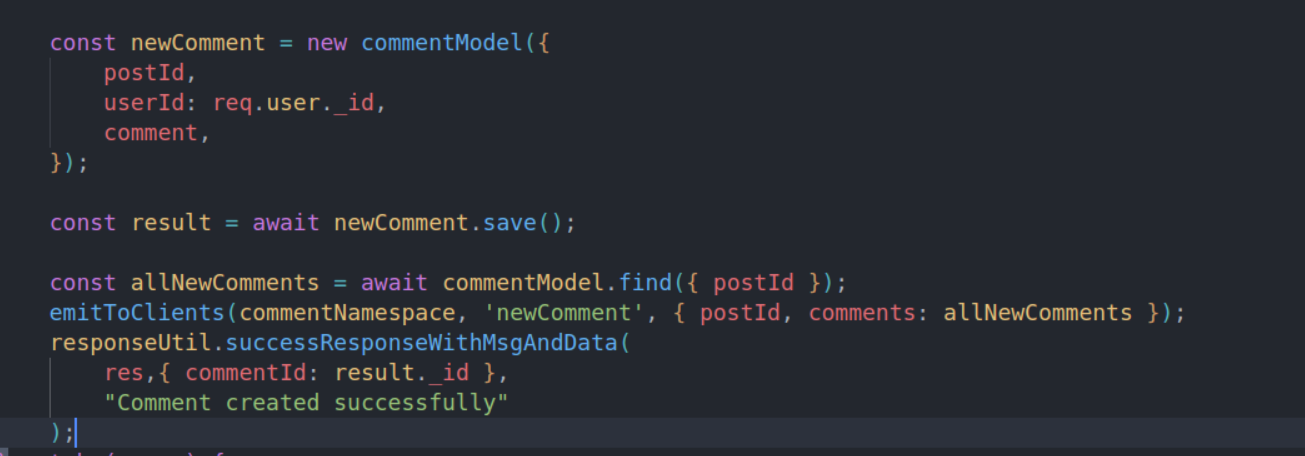 const newComment = new commentModel({
    postId,
    userId: req.user._id,
    comment,
});

const result = await newComment.save();

const allNewComments = await commentModel.find({ postId });
emitToClients(commentNamespace, 'newComment', { postId, comments: allNewComments });
responseUtil.successResponseWithMsgAndData(
    res,{ commentId: result._id },
    "Comment created successfully"
);